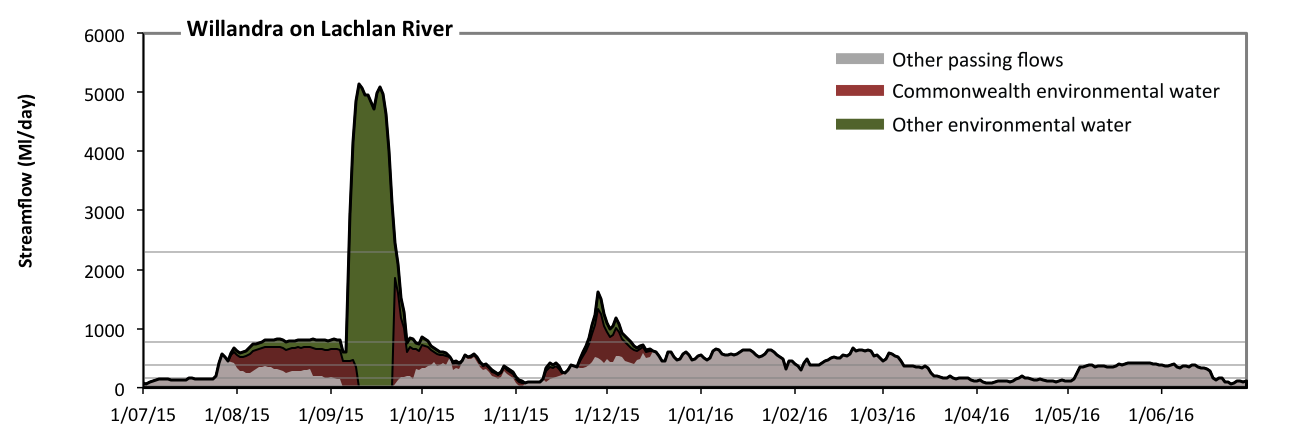 Willandra on Lachlan River
Streamflow (Ml/day)
6000
5000
4000
3000
2000
1000
0
Other passing flows
Commonwealth environmental water
Other environmental water
1/07/15 1/08/15 1/09/15 1/10/15 1/11/15 1/12/15 1/01/16 1/02/16 1/03/16 1/04/16 1/05/16 1/06/16